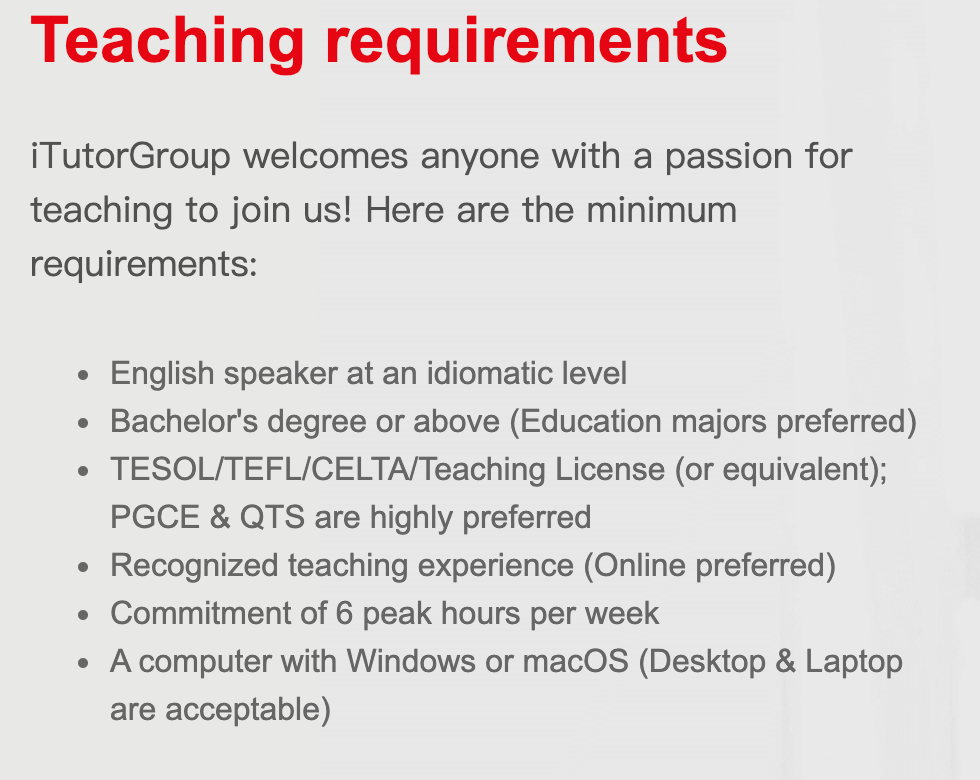 Teaching requirements
iTutorGroup welcomes anyone with a passion for
teaching to join us! Here are the minimum
requirements:
• English speaker at an idiomatic level
• Bachelor's degree or above (Education majors preferred)
• TESOL/TEFL/CELTA/Teaching License (or equivalent);
PGCE & QTS are highly preferred
• Recognized teaching experience (Online preferred)
• Commitment of 6 peak hours per week
• A computer with Windows or macOS (Desktop & Laptop
are acceptable)